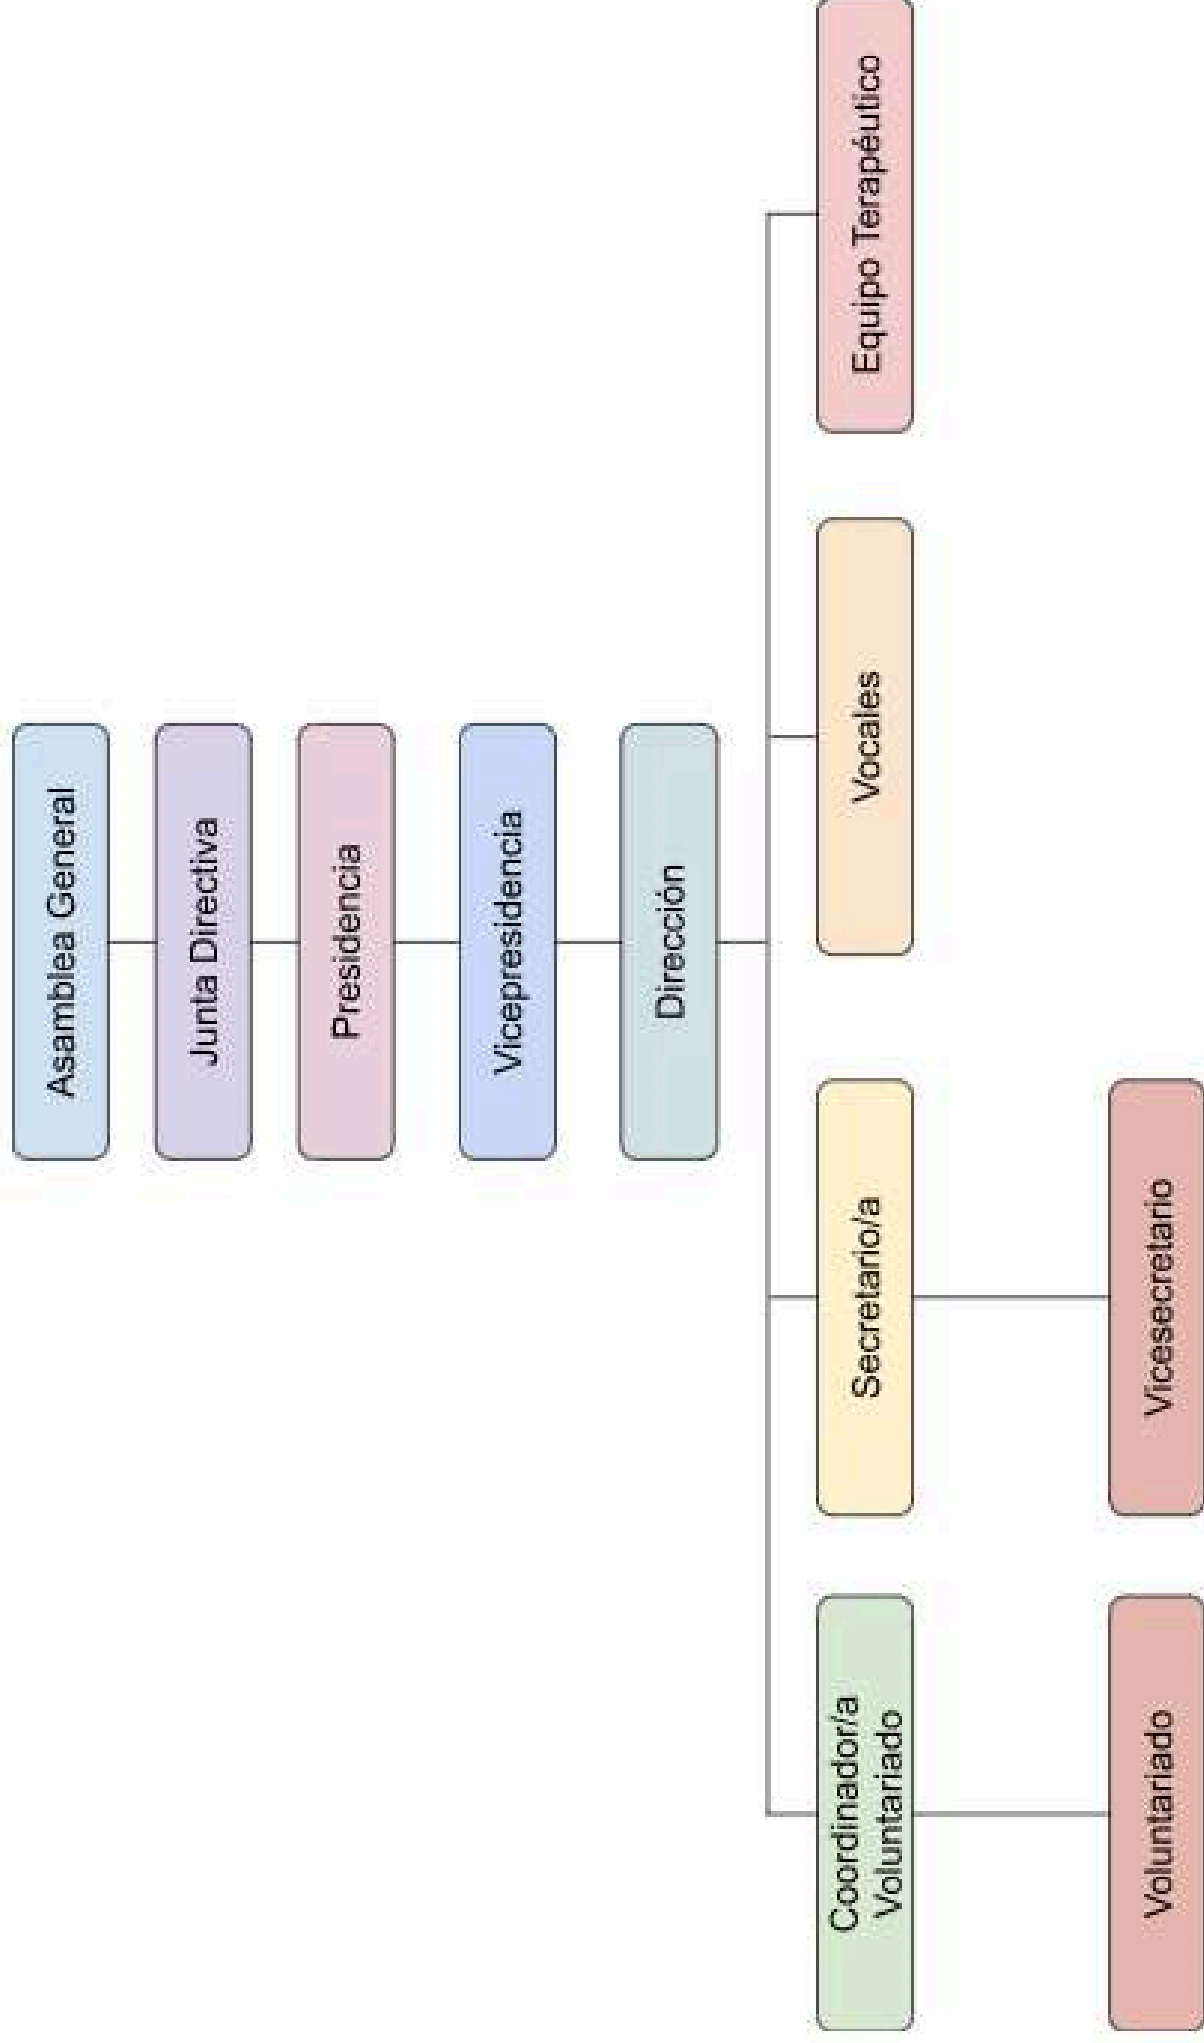 Asamblea General
Junta Directiva
Presidencia
Vicepresidencia
Dirección
Coordinador/a
Voluntariado
Secretario/a
Vocales
Equipo Terapéutico
Voluntariado
Vicesecretario